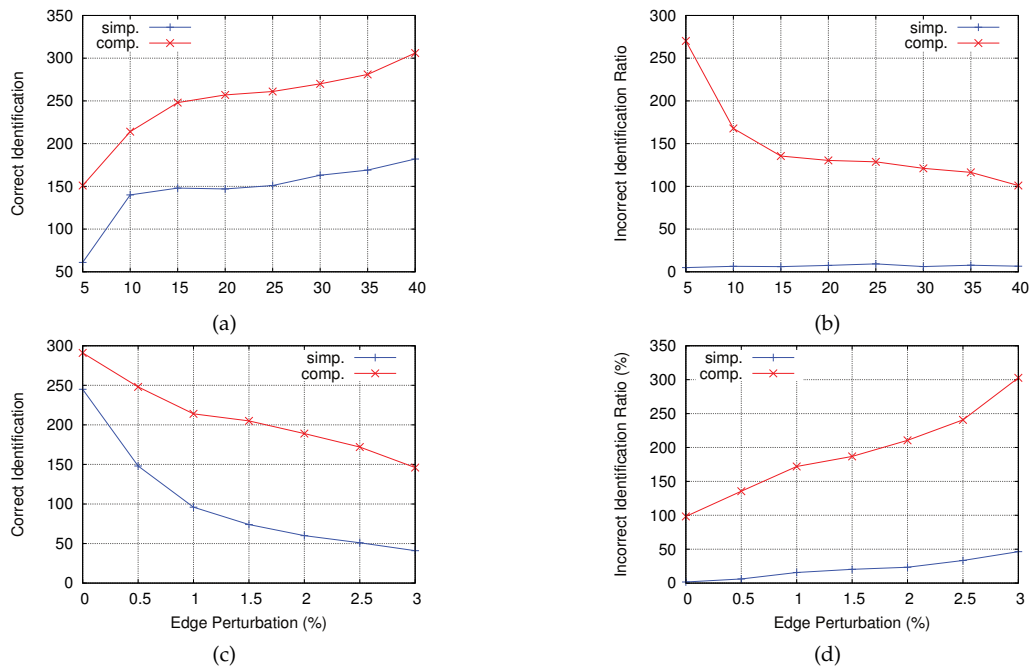 350
300
250
200
150
100
50
5 10 15 20 25 30 35 40
Correct Identification
simp.
comp.
(a)
300
250
200
150
100
50
0
5 10 15 20 25 30 35 40
Incorrect Identification Ratio
simp.
comp.
(b)
300
250
200
150
100
50
0
0 0.5 1 1.5 2 2.5 3
Correct Identification
simp.
comp.
Edge Perturbation (%)
(c)
350
300
250
200
150
100
50
0
0 0.5 1 1.5 2 2.5 3
Incorrect Identification Ratio (%)
simp.
comp.
Edge Perturbation (%)
(d)